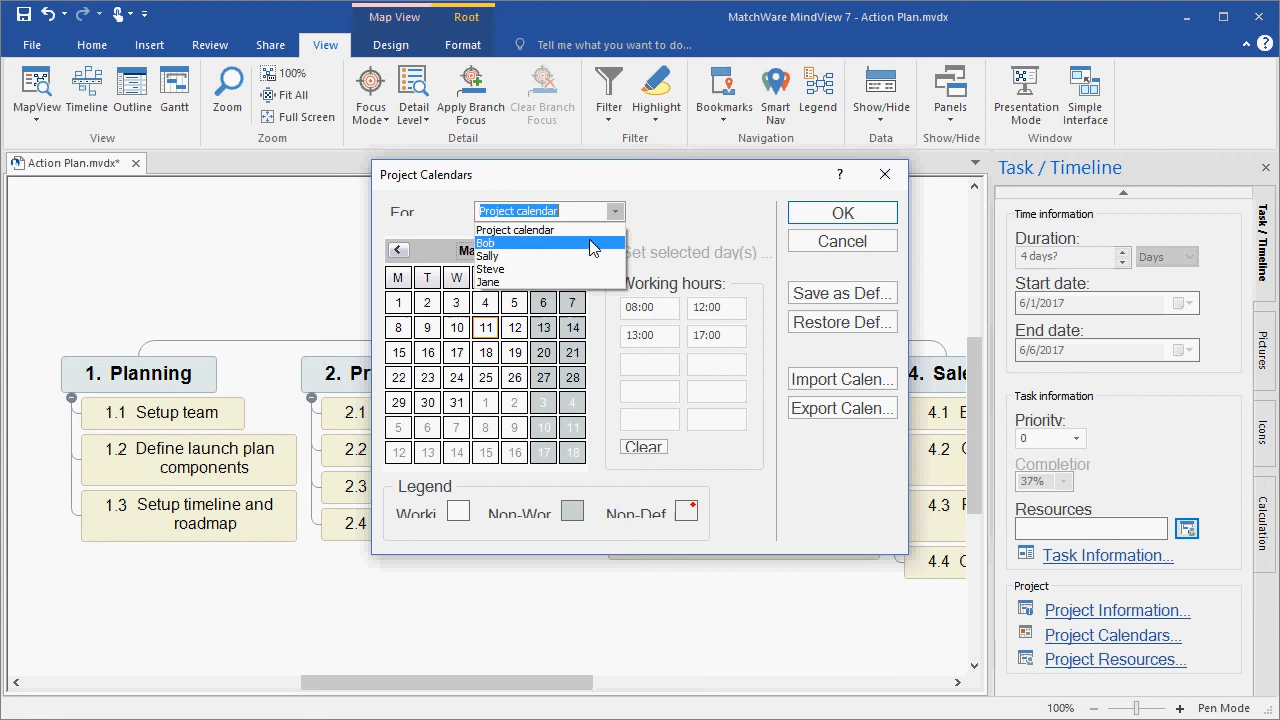 Map View
Root
MatchWare MindView 7 - Action Plan.mvdx
File
Home
Insert
Review
Share
View
Design
Format
Tell me what you want to do...
MapView
Timeline
Outline
Gantt
View
Zoom
100%
Fit All
Full Screen
Zoom
Focus Mode
Detail Level
Apply Branch Focus
Clear Branch Focus
Detail
Filter
Highlight
Filter
Bookmarks
Smart Nav
Legend
Navigation
Show/Hide
Data
Panels
Show/Hide
Presentation Mode
Simple Interface
Window
Action Plan.mvdx*
1. Planning
1.1 Setup team
1.2 Define launch plan
components
1.3 Setup timeline and
roadmap
2. Pr
2.1
2.2
2.3
2.4
4. Sale
4.1
4.2
4.3
4.4
Project Calendars
?
For
Project calendar
Project calendar
Bob
Sally
Steve
Jane
Ma
M T W
1 2 3 4 5 6 7
8 9 10 11 12 13 14
15 16 17 18 19 20 21
22 23 24 25 26 27 28
29 30 31 1 2 3 4
5 6 7 8 9 10 11
12 13 14 15 16 17 18
Set selected day(s) ...
Working hours:
08:00 12:00
13:00 17:00
Clear
Legend
Worki
Non-Wor
Non-Def
OK
Cancel
Save as Def...
Restore Def...
Import Calen...
Export Calen...
Task / Timeline
Time information
Duration:
4 days?
Days
Start date:
6/1/2017
End date:
6/6/2017
Task information
Priority:
0
Completion
37%
Resources
Task Information...
Project
Project Information...
Project Calendars...
Project Resources...
Task / Timeline
Pictures
Icons
Calculation
100%
Pen Mode